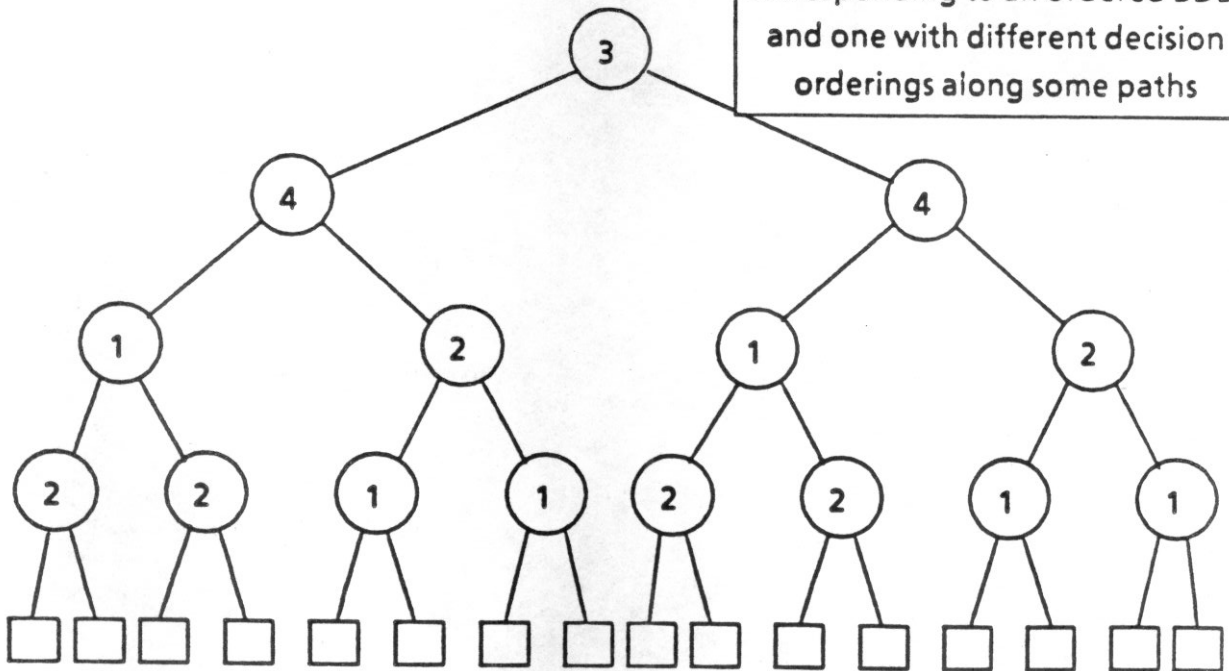 and one with different decision
orderings along some paths
3
4 4
1 2 1 2
2 2 1 1 2 2 1 1